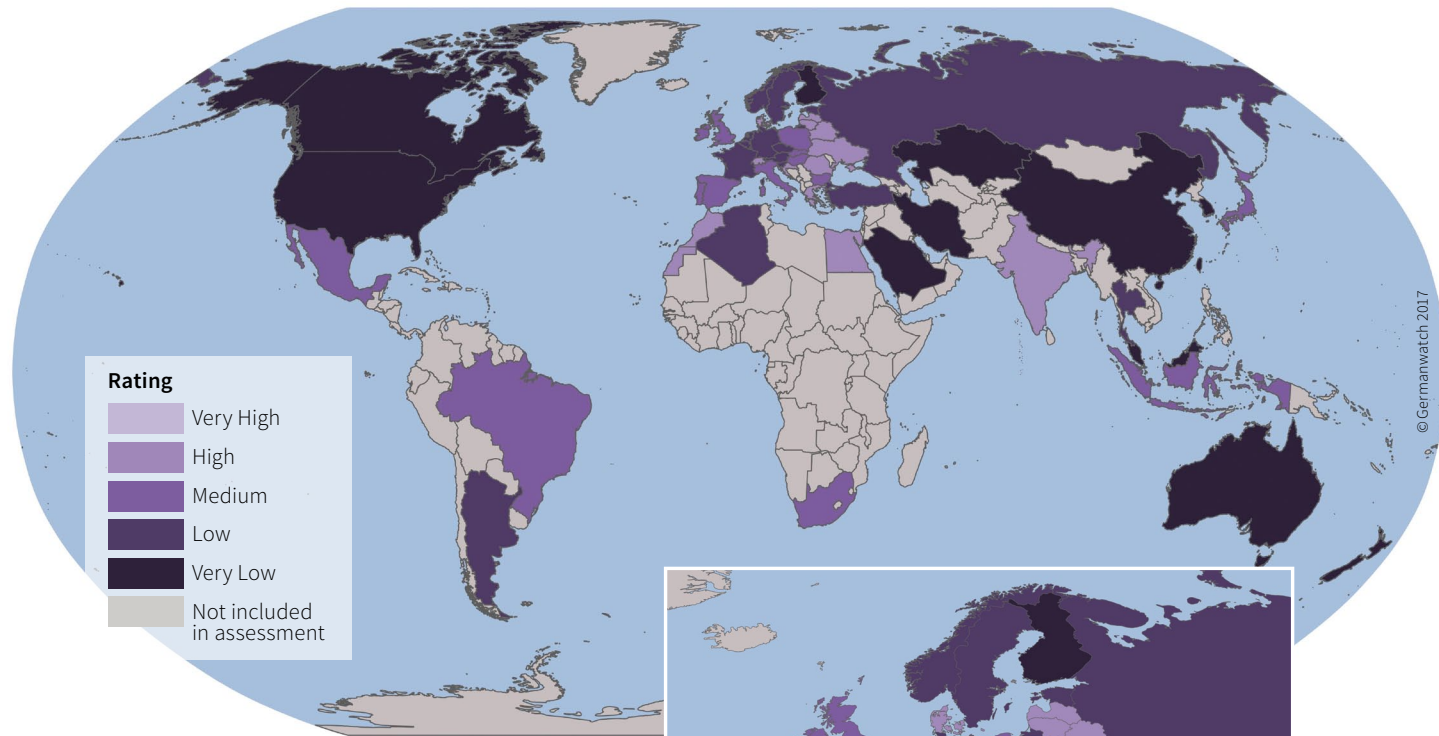 Rating
Very High
High
Medium
Low
Very Low
Not included
in assessment
© Germanwatch 2017